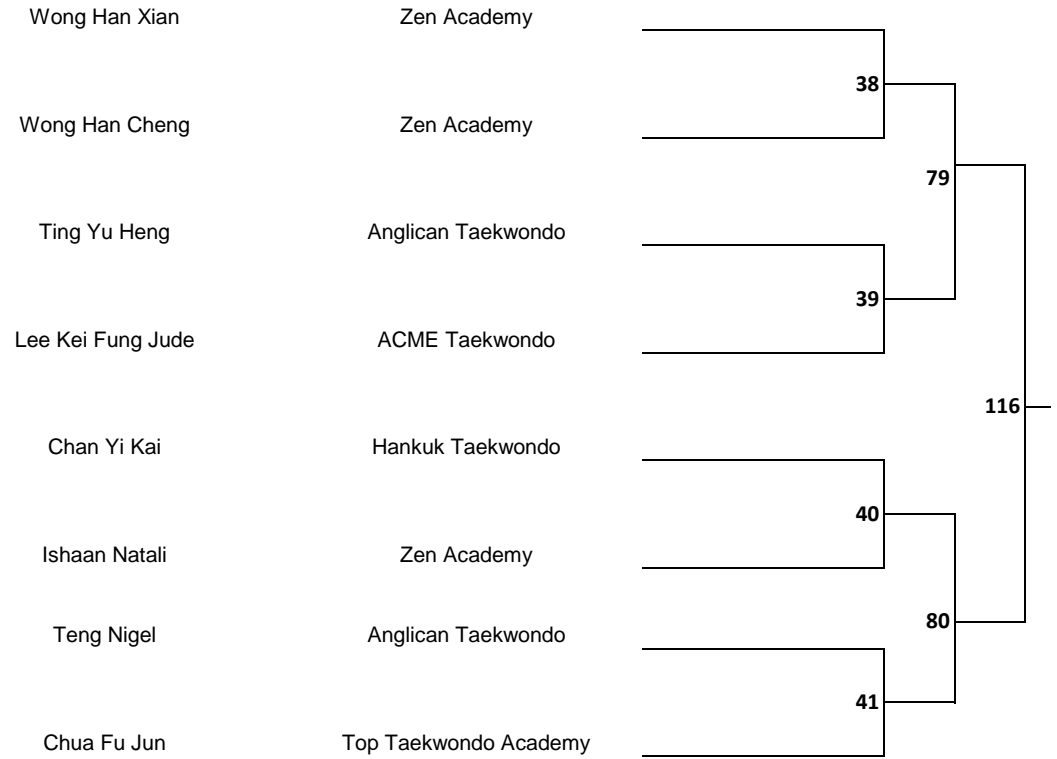 Wong Han Xian Zen Academy
38
Wong Han Cheng Zen Academy
79
Ting Yu Heng Anglican Taekwondo
39
Lee Kei Fung Jude ACME Taekwondo
116
Chan Yi Kai Hankuk Taekwondo
40
Ishaan Natali Zen Academy
80
Teng Nigel Anglican Taekwondo
41
Chua Fu Jun Top Taekwondo Academy